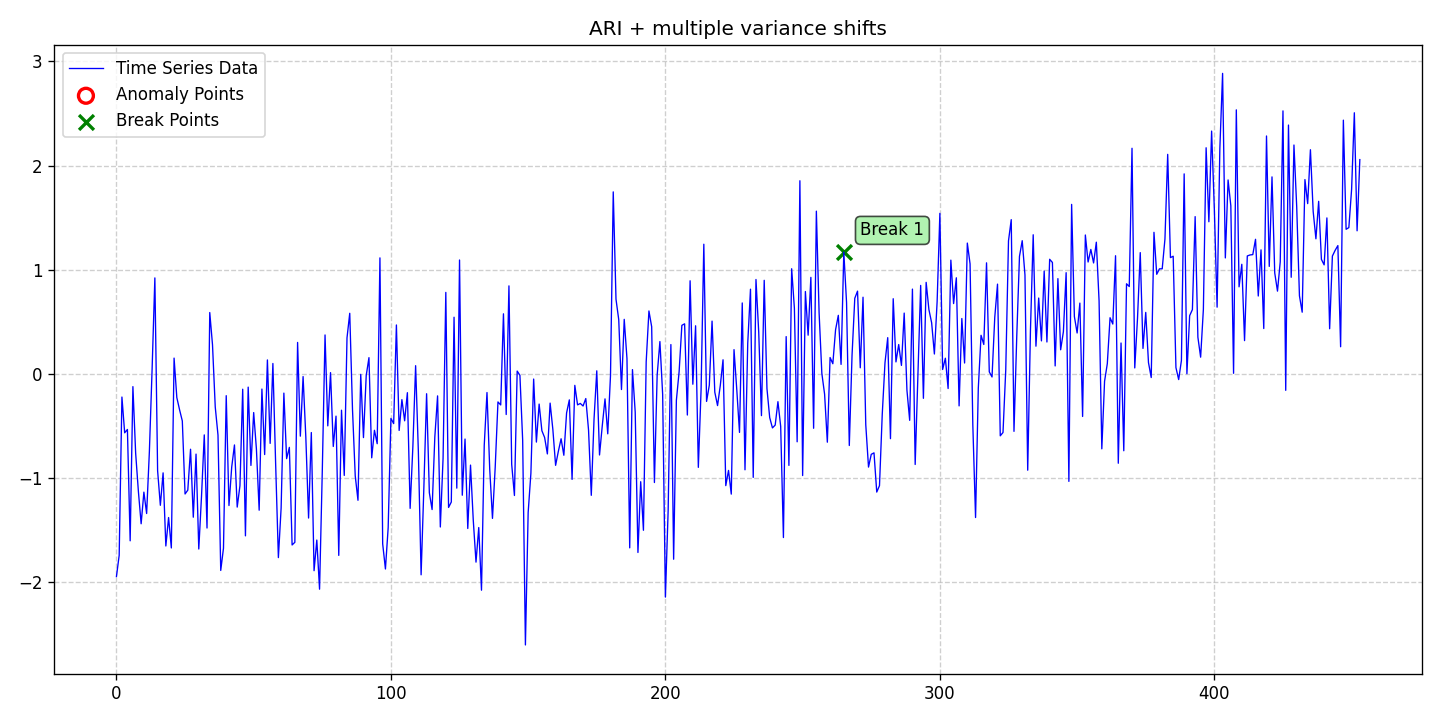 ARI + multiple variance shifts
Time Series Data
Anomaly Points
Break Points
Break 1
3
2
1
0
−1
−2
0 100 200 300 400